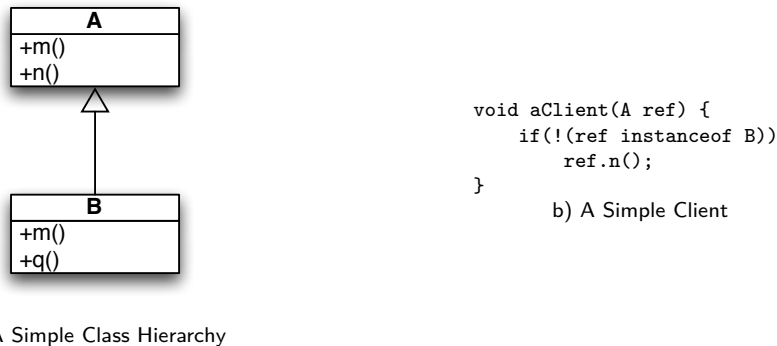 A
+m()
+n()
B
+m()
+q()
A Simple Class Hierarchy
void aClient(A ref) {
if(!(ref instanceof B))
ref.n();
}
b) A Simple Client